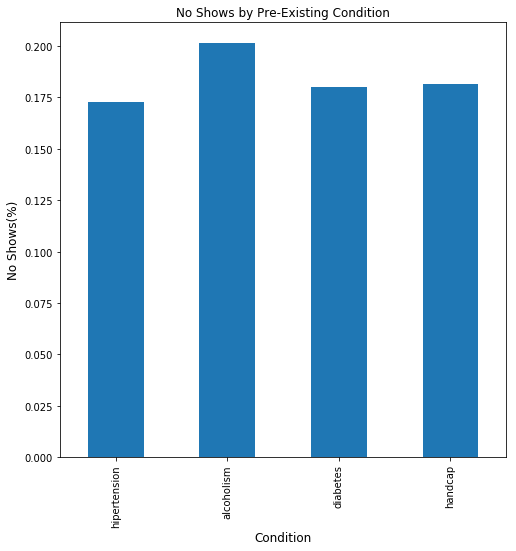 No Shows by Pre-Existing Condition
No Shows(%)
0.200
0.175
0.150
0.125
0.100
0.075
0.050
0.025
0.000
hipertension
alcoholism
diabetes
handcap
Condition